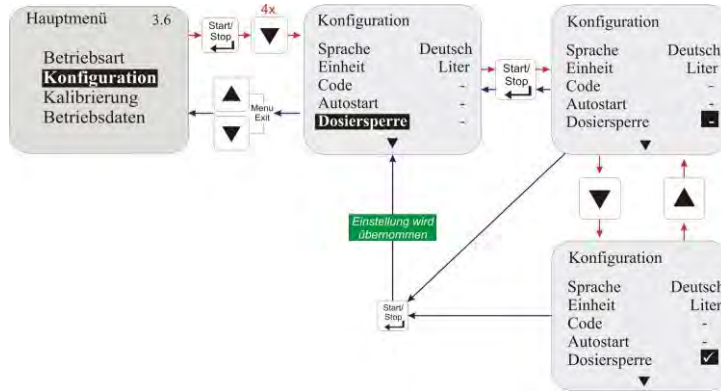 Hauptmenü 3.6
Betriebsart
Konfiguration
Kalibrierung
Betriebsdaten
Start/
Stop
4x
Menu
Exit
Konfiguration
Sprache Deutsch
Einheit Liter
Code -
Autostart -
Dosiersperre -
Start/
Stop
Konfiguration
Sprache Deutsch
Einheit Liter
Code -
Autostart -
Dosiersperre -
Einstellung wird
übernommen
Start/
Stop
Konfiguration
Sprache Deutsch
Einheit Liter
Code -
Autostart -
Dosiersperre ✓